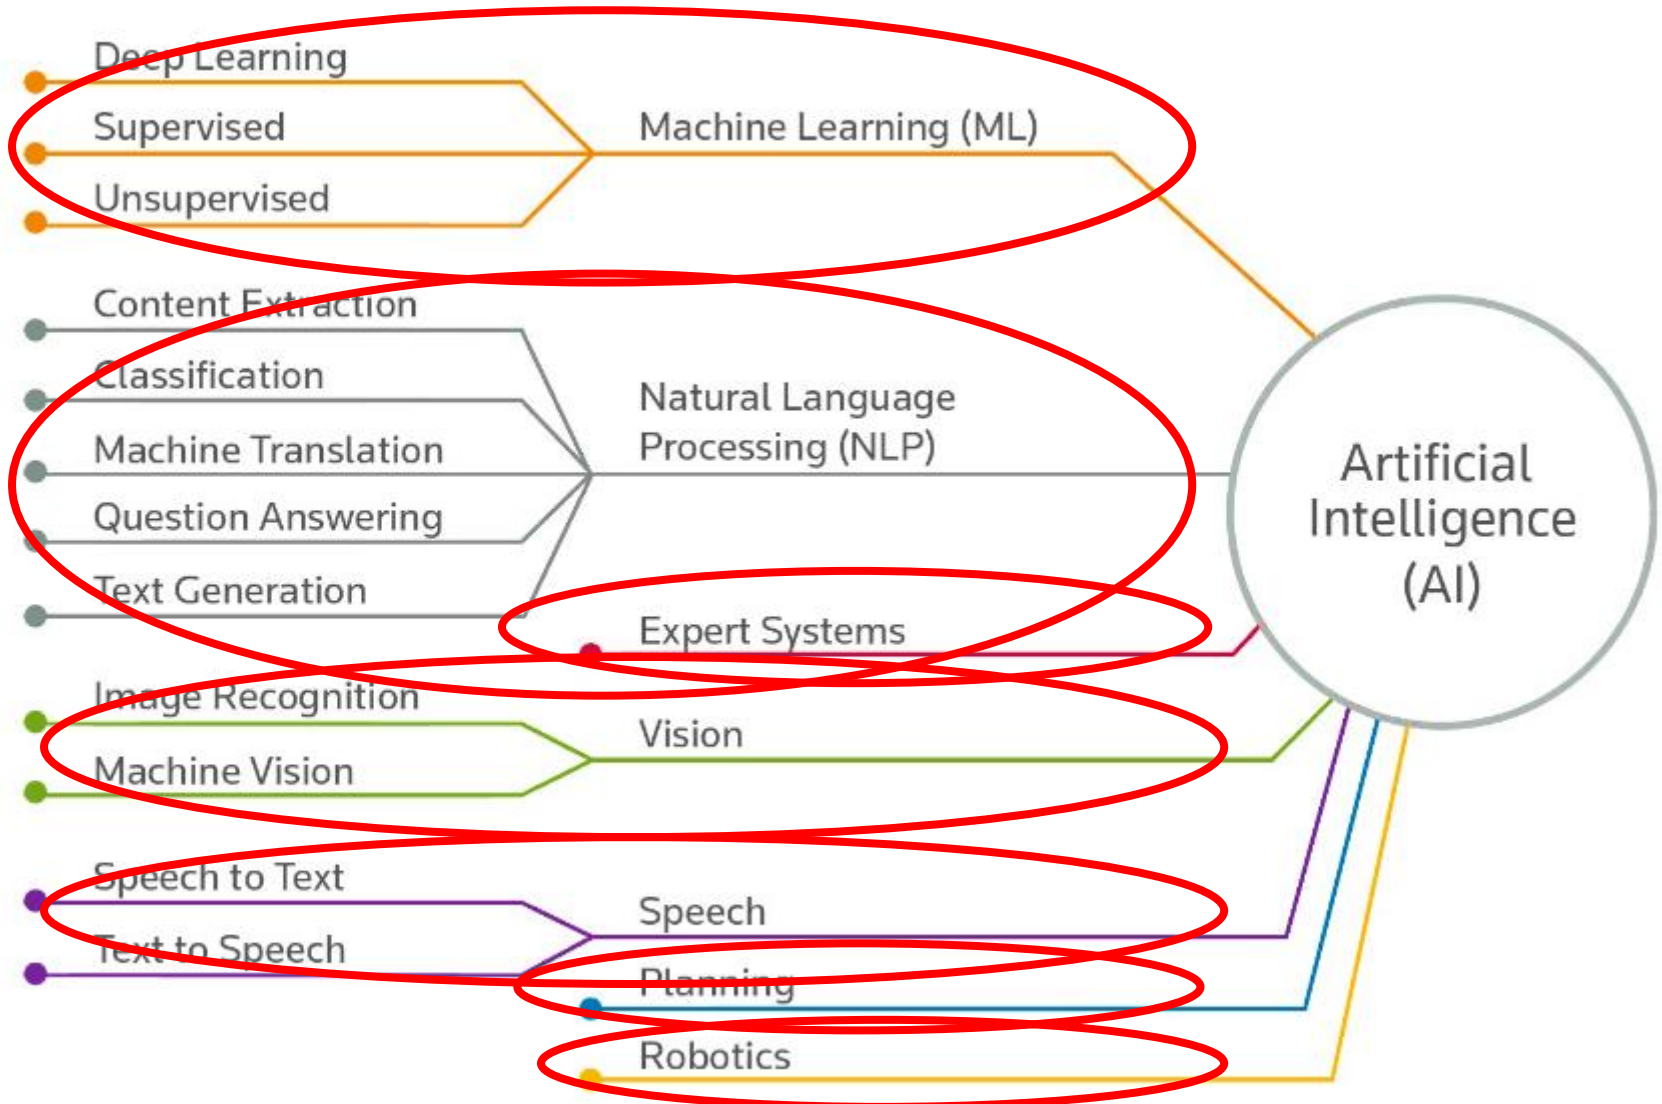 Deep Learning
Supervised
Machine Learning (ML)
Unsupervised
Content Extraction
Classification
Natural Language
Processing (NLP)
Machine Translation
Question Answering
Text Generation
Expert Systems
Image Recognition
Vision
Machine Vision
Speech to Text
Speech
Text to Speech
Planning
Robotics
Artificial
Intelligence
(AI)